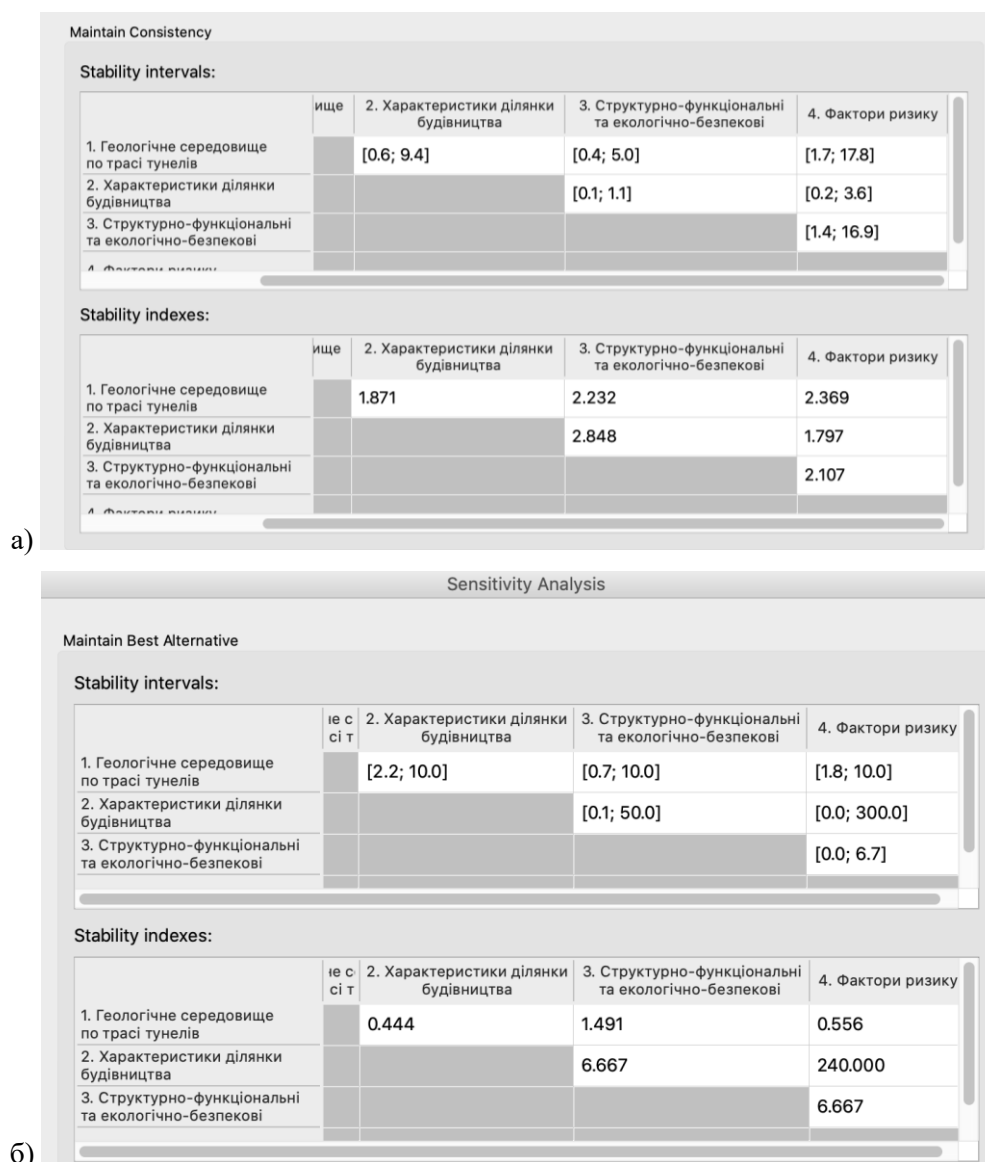 Maintain Consistency
Stability intervals:
ище 2. Характеристики ділянки будівництва 3. Структурно-функціональні та екологічно-безпекові 4. Фактори ризику
1. Геологічне середовище по трасі тунелів [0.6; 9.4] [0.4; 5.0] [1.7; 17.8]
2. Характеристики ділянки будівництва [0.1; 1.1] [0.2; 3.6]
3. Структурно-функціональні та екологічно-безпекові [1.4; 16.9]
4. Фактори ризику
Stability indexes:
ище 2. Характеристики ділянки будівництва 3. Структурно-функціональні та екологічно-безпекові 4. Фактори ризику
1. Геологічне середовище по трасі тунелів 1.871 2.232 2.369
2. Характеристики ділянки будівництва 2.848 1.797
3. Структурно-функціональні та екологічно-безпекові 2.107
4. Фактори ризику
а)
Sensitivity Analysis
Maintain Best Alternative
Stability intervals:
не с сі т 2. Характеристики ділянки будівництва 3. Структурно-функціональні та екологічно-безпекові 4. Фактори ризику
1. Геологічне середовище по трасі тунелів [2.2; 10.0] [0.7; 10.0] [1.8; 10.0]
2. Характеристики ділянки будівництва [0.1; 50.0] [0.0; 300.0]
3. Структурно-функціональні та екологічно-безпекові [0.0; 6.7]
Stability indexes:
не с сі т 2. Характеристики ділянки будівництва 3. Структурно-функціональні та екологічно-безпекові 4. Фактори ризику
1. Геологічне середовище по трасі тунелів 0.444 1.491 0.556
2. Характеристики ділянки будівництва 6.667 240.000
3. Структурно-функціональні та екологічно-безпекові 6.667
б)